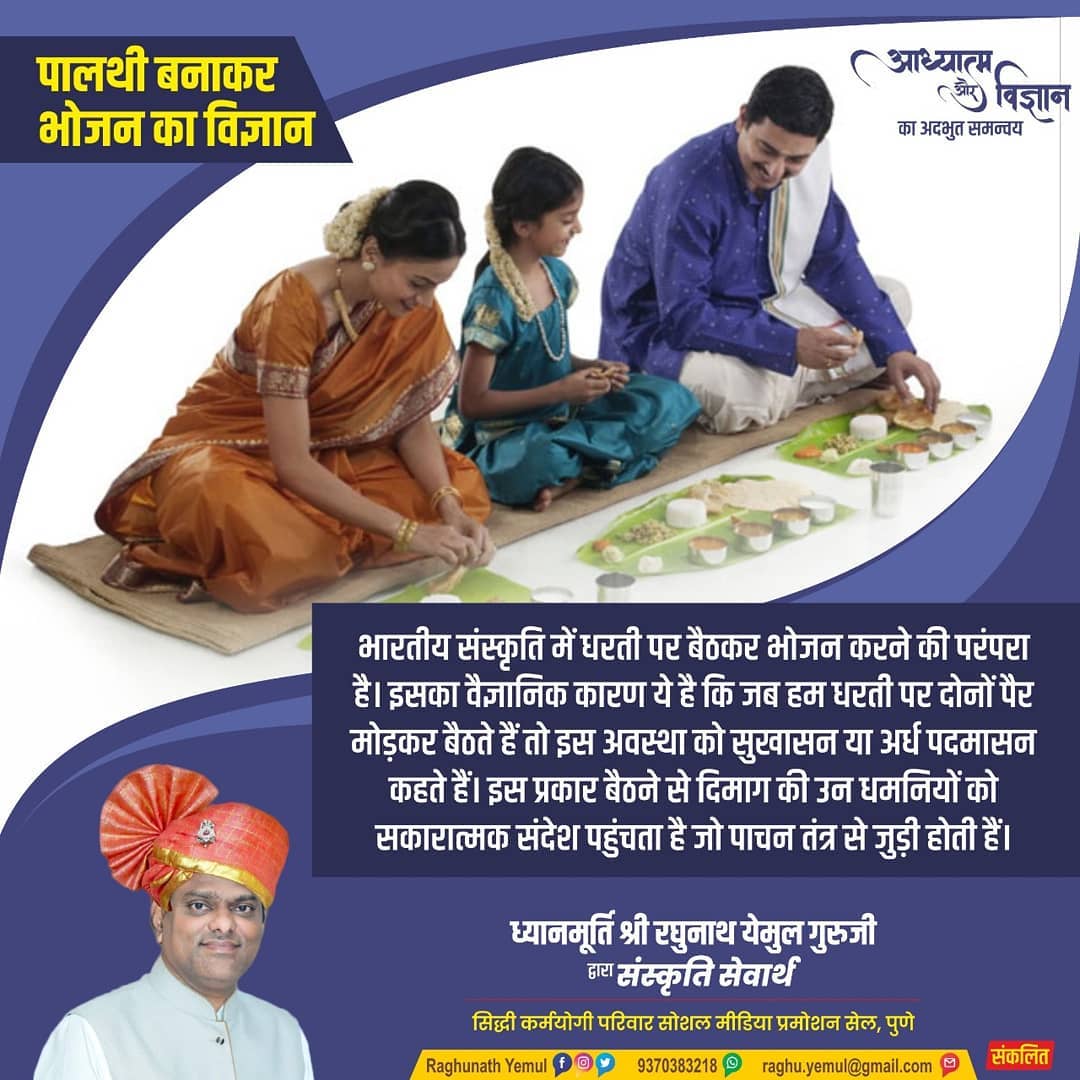 पालथी बनाकर
भोजन का विज्ञान
आध्यात्म
और विज्ञान
का अदभुत समन्वय
भारतीय संस्कृति में धरती पर बैठकर भोजन करने की परंपरा
है। इसका वैज्ञानिक कारण ये है कि जब हम धरती पर दोनों पैर
मोड़कर बैठते हैं तो इस अवस्था को सुखासन या अर्ध पदमासन
कहते हैं। इस प्रकार बैठने से दिमाग की उन धमनियों को
सकारात्मक संदेश पहुंचता है जो पाचन तंत्र से जुड़ी होती हैं।
ध्यानमूर्ति श्री रघुनाथ येमुल गुरुजी
द्वारा संस्कृति सेवार्थ
सिद्धी कर्मयोगी परिवार सोशल मीडिया प्रमोशन सेल, पुणे
Raghunath Yemul 9370383218 raghu.yemul@gmail.com
संकलित